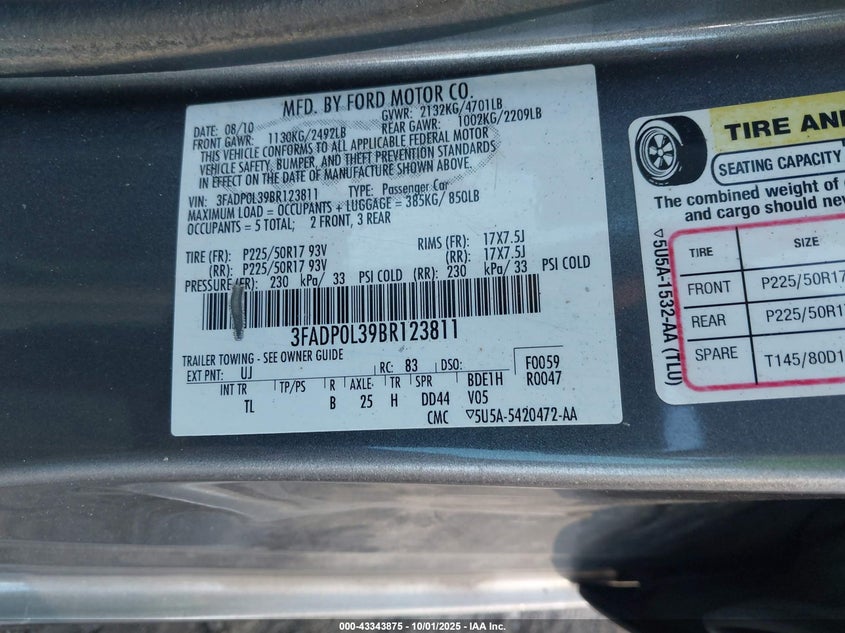 MFD. BY FORD MOTOR CO.
DATE: 08/10 GVWR: 2132KG/4701LB
FRONT GAWR: 1130KG/2492LB REAR GAWR: 1002KG/2209LB
THIS VEHICLE CONFORMS TO ALL APPLICABLE FEDERAL MOTOR
VEHICLE SAFETY, BUMPER, AND THEFT PREVENTION STANDARDS
IN EFFECT ON THE DATE OF MANUFACTURE SHOWN ABOVE.
VIN: 3FADP0L39BR123811 TYPE: Passenger Car
MAXIMUM LOAD = OCCUPANTS + LUGGAGE = 385KG/ 850LB
OCCUPANTS = 5 TOTAL; 2 FRONT, 3 REAR
TIRE (FR): P225/50R17 93V RIMS (FR): 17X7.5J
(RR): P225/50R17 93V (RR): 17X7.5J
PRESSURE (FR): 230 kPa/ 33 PSI COLD (RR): 230 kPa/ 33 PSI COLD
3FADP0L39BR123811
TRAILER TOWING - SEE OWNER GUIDE
EXT PNT: UJ RC: 83 DSO: F0059
INT TR TP/PS R AXLE TR SPR BDE1H R0047
TL B 25 H DD44 V05
CMC ▽5U5A-5420472-AA
TIRE AND
SEATING CAPACITY
The combined weight of
and cargo should never
TIRE SIZE
FRONT P225/50R17
REAR P225/50R17
SPARE T145/80D1
▽5U5A-1532-AA (TLU)
000-43343875 - 10/01/2025 - IAA Inc.